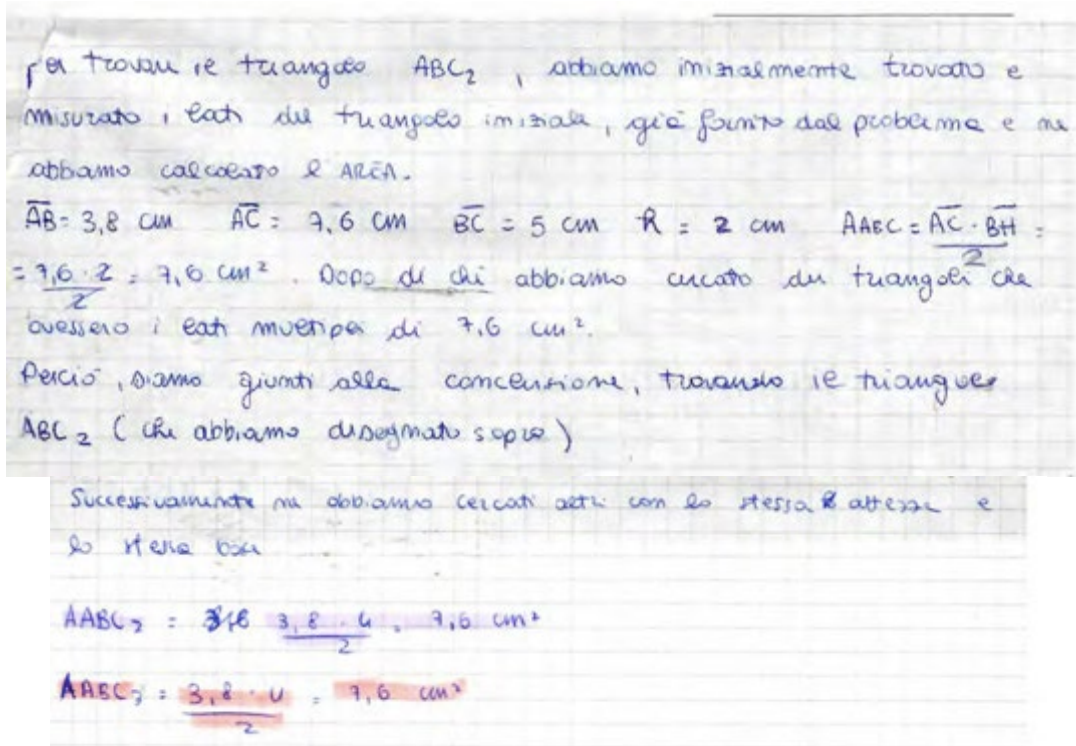 per trovare il triangolo ABC₂, abbiamo inizialmente trovato e
misurato i lati del triangolo iniziale, già fornito dal problema e ne
abbiamo calcolato l'AREA.
AB = 3,8 cm AC = 7,6 cm BC = 5 cm h = 2 cm AABC = AC · BH / 2 =
= 7,6 · 2 / 2 = 7,6 cm². Dopo di chi abbiamo cercato dei triangoli che
avessero i lati multipli di 7,6 cm².
Perciò, siamo giunti alla conclusione, trovando il triangolo
ABC₂ (che abbiamo disegnato sopra)
Successivamente ne abbiamo cercati altri con la stessa altezza e
la stessa base
AABC₂ = 3,8 · 4 / 2 = 7,6 cm²
AABC₃ = 3,8 · 4 / 2 = 7,6 cm²